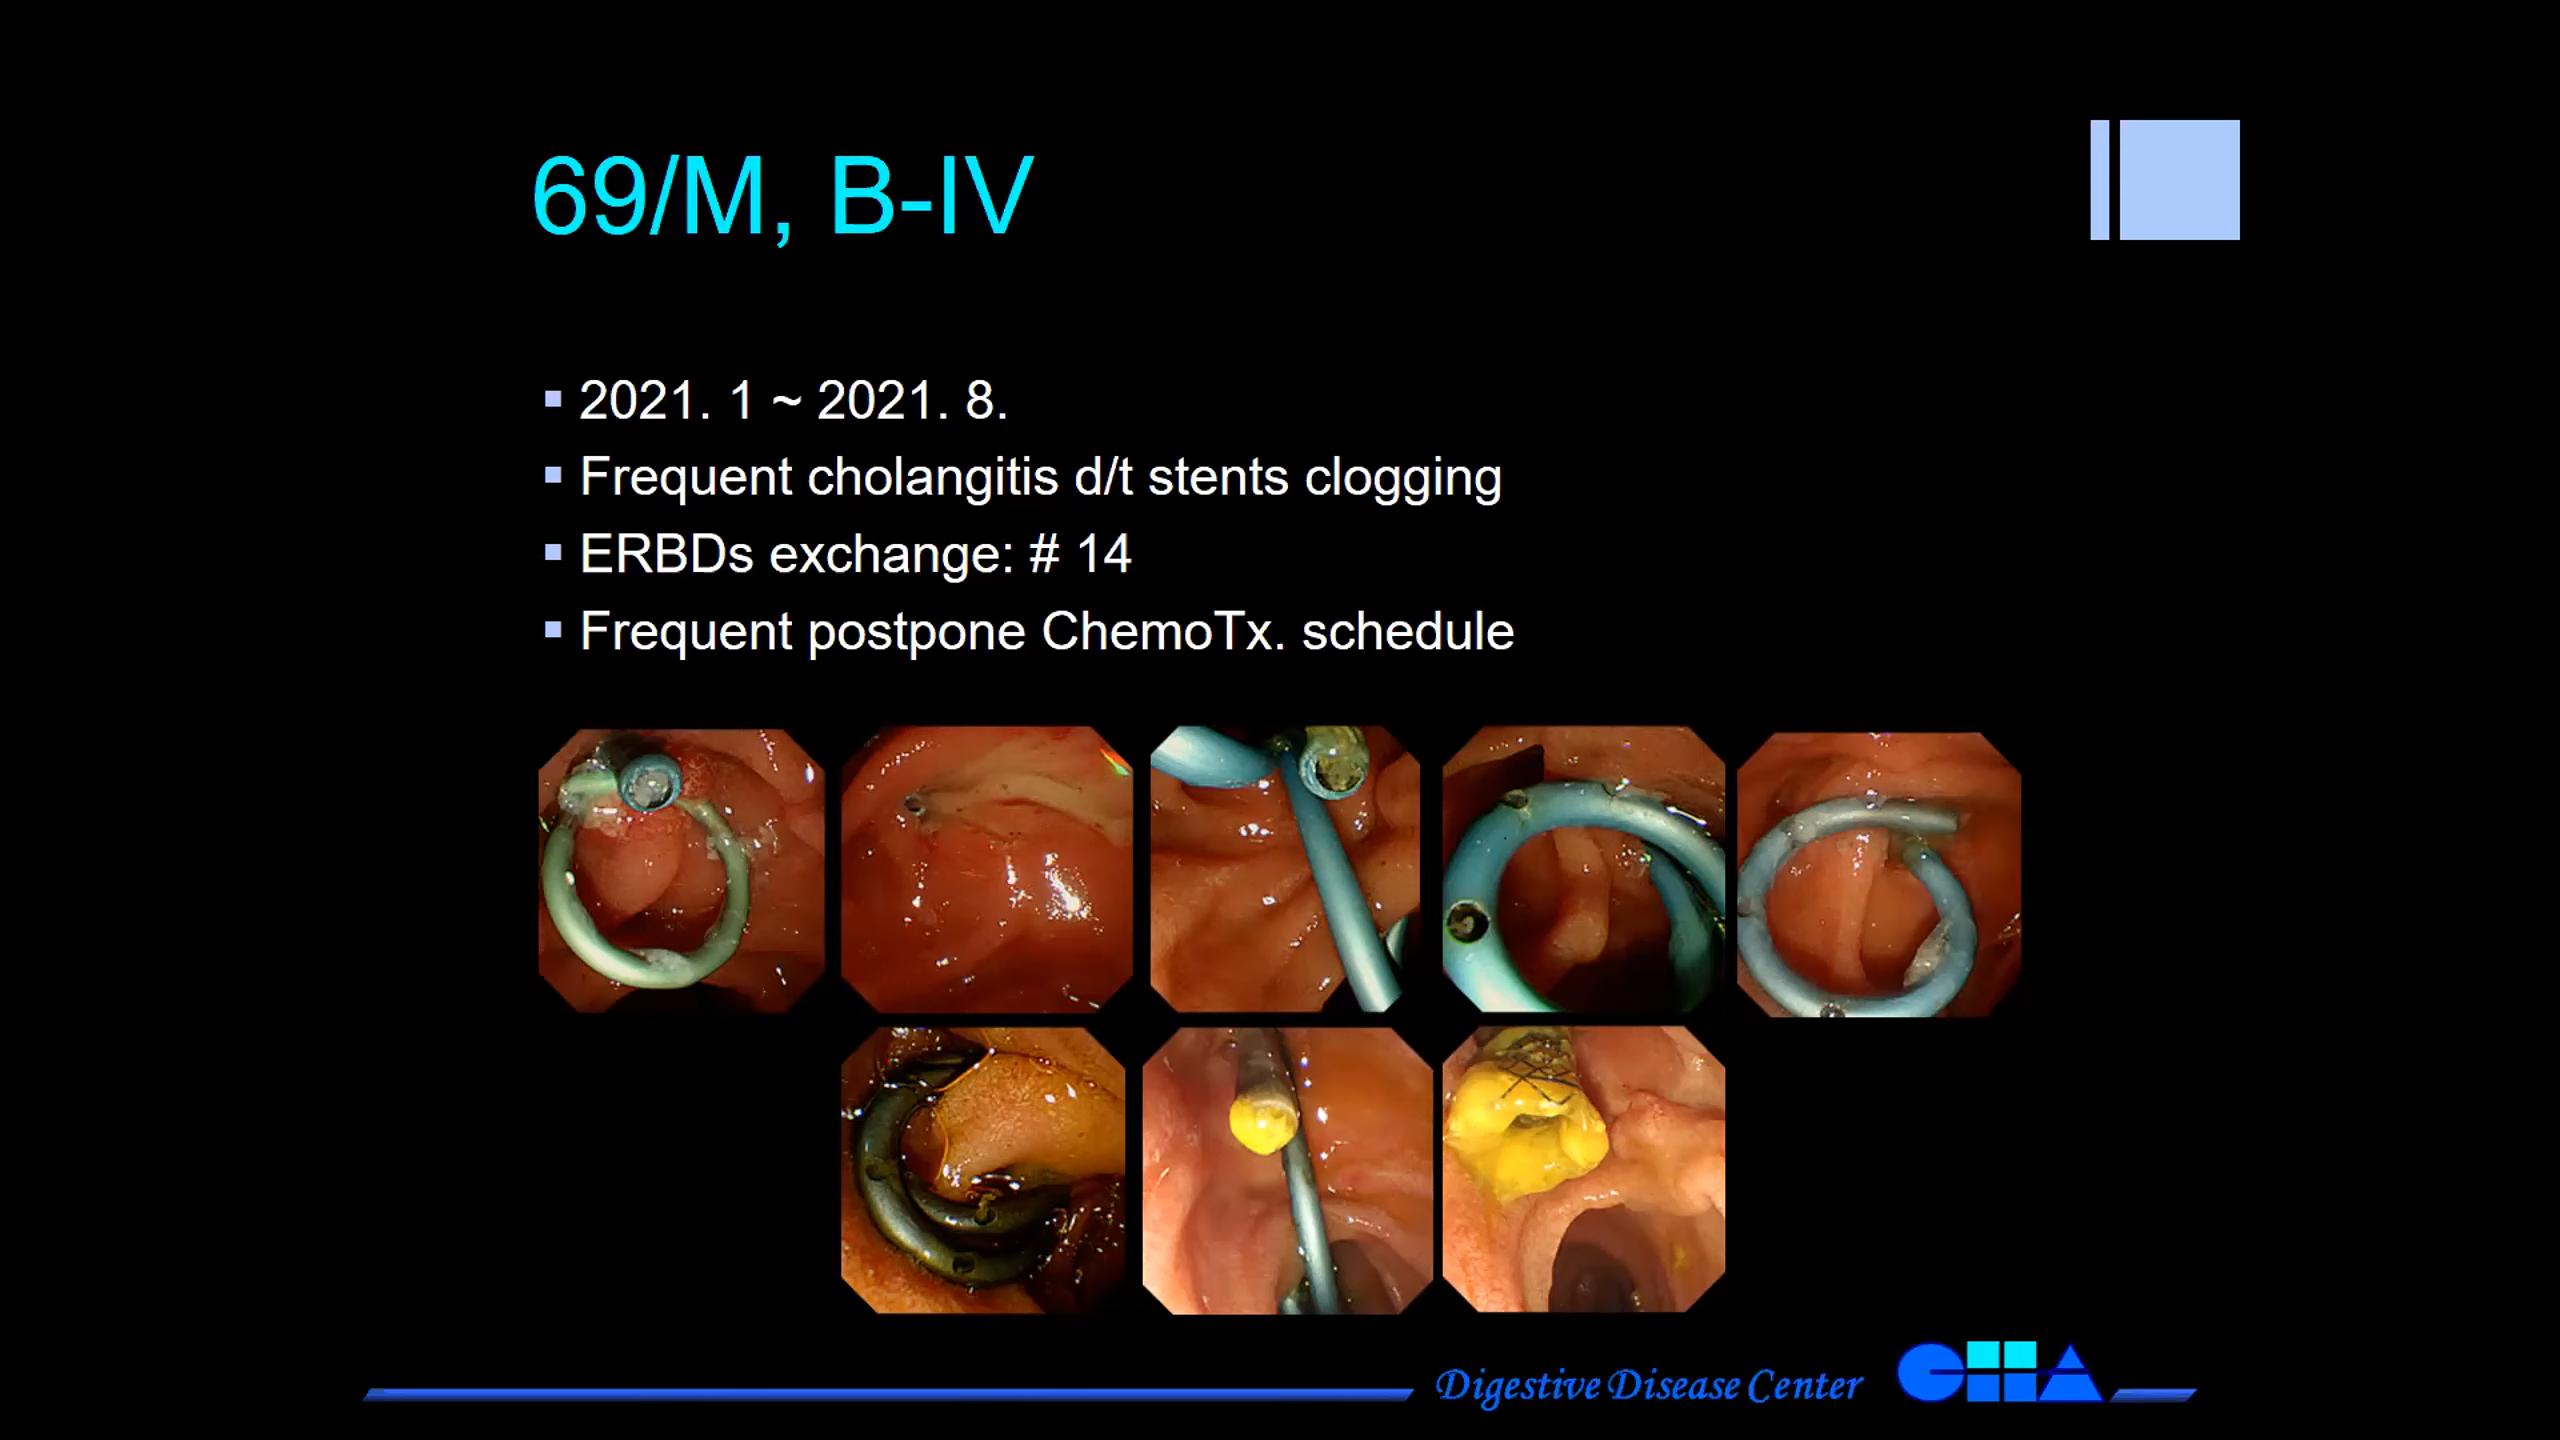 69/M, B-IV
2021. 1 ~ 2021. 8.
Frequent cholangitis d/t stents clogging
ERBDs exchange: # 14
Frequent postpone ChemoTx. schedule
Digestive Disease Center
CHA